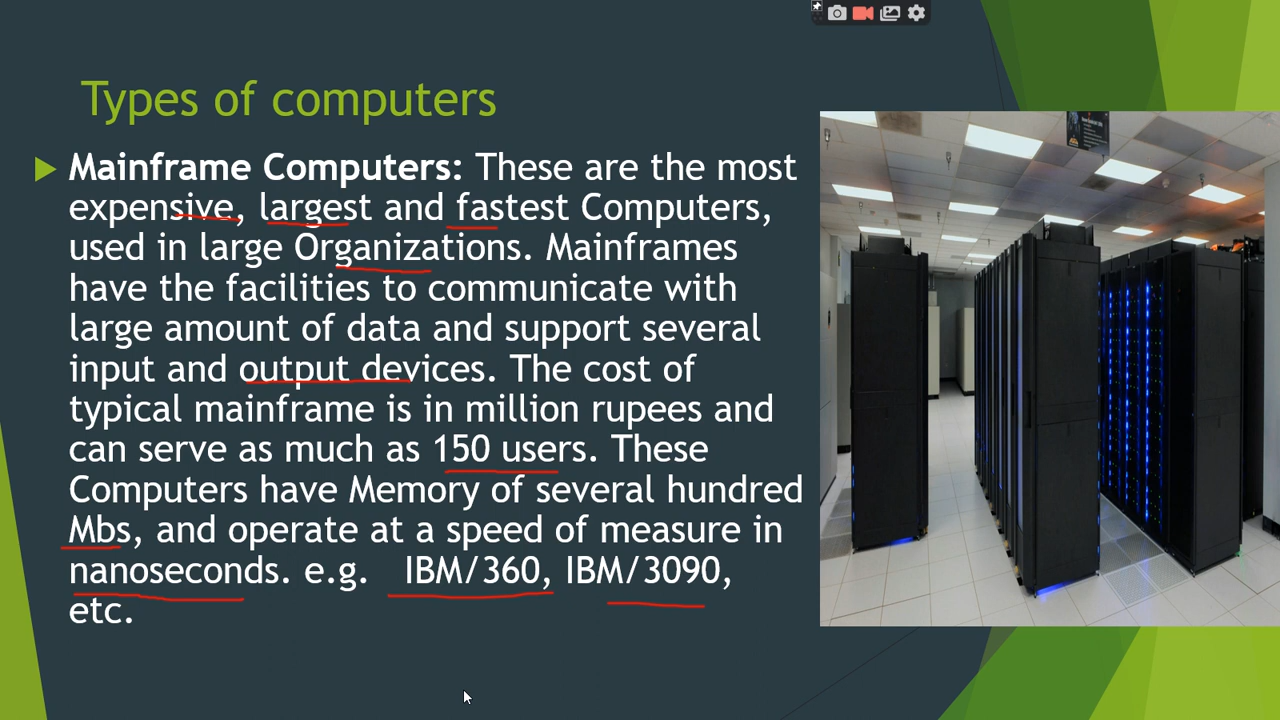 Types of computers
Mainframe Computers: These are the most
expensive, largest and fastest Computers,
used in large Organizations. Mainframes
have the facilities to communicate with
large amount of data and support several
input and output devices. The cost of
typical mainframe is in million rupees and
can serve as much as 150 users. These
Computers have Memory of several hundred
Mbs, and operate at a speed of measure in
nanoseconds. e.g. IBM/360, IBM/3090,
etc.